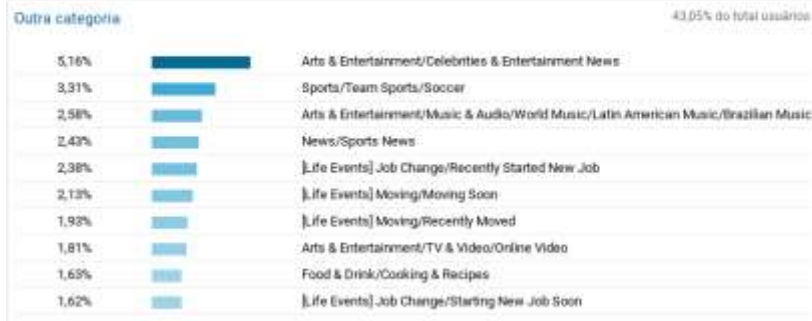 Outra categoria 43,05% do total usuários
5,16% Arts & Entertainment/Celebrities & Entertainment News
3,31% Sports/Team Sports/Soccer
2,58% Arts & Entertainment/Music & Audio/World Music/Latin American Music/Brazilian Music
2,43% News/Sports News
2,38% [Life Events] Job Change/Recently Started New Job
2,13% [Life Events] Moving/Moving Soon
1,93% [Life Events] Moving/Recently Moved
1,81% Arts & Entertainment/TV & Video/Online Video
1,63% Food & Drink/Cooking & Recipes
1,62% [Life Events] Job Change/Starting New Job Soon